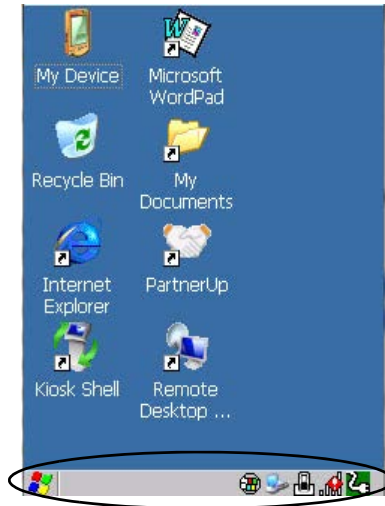 My Device
Microsoft
WordPad
Recycle Bin
My
Documents
Internet
Explorer
PartnerUp
Kiosk Shell
Remote
Desktop ...